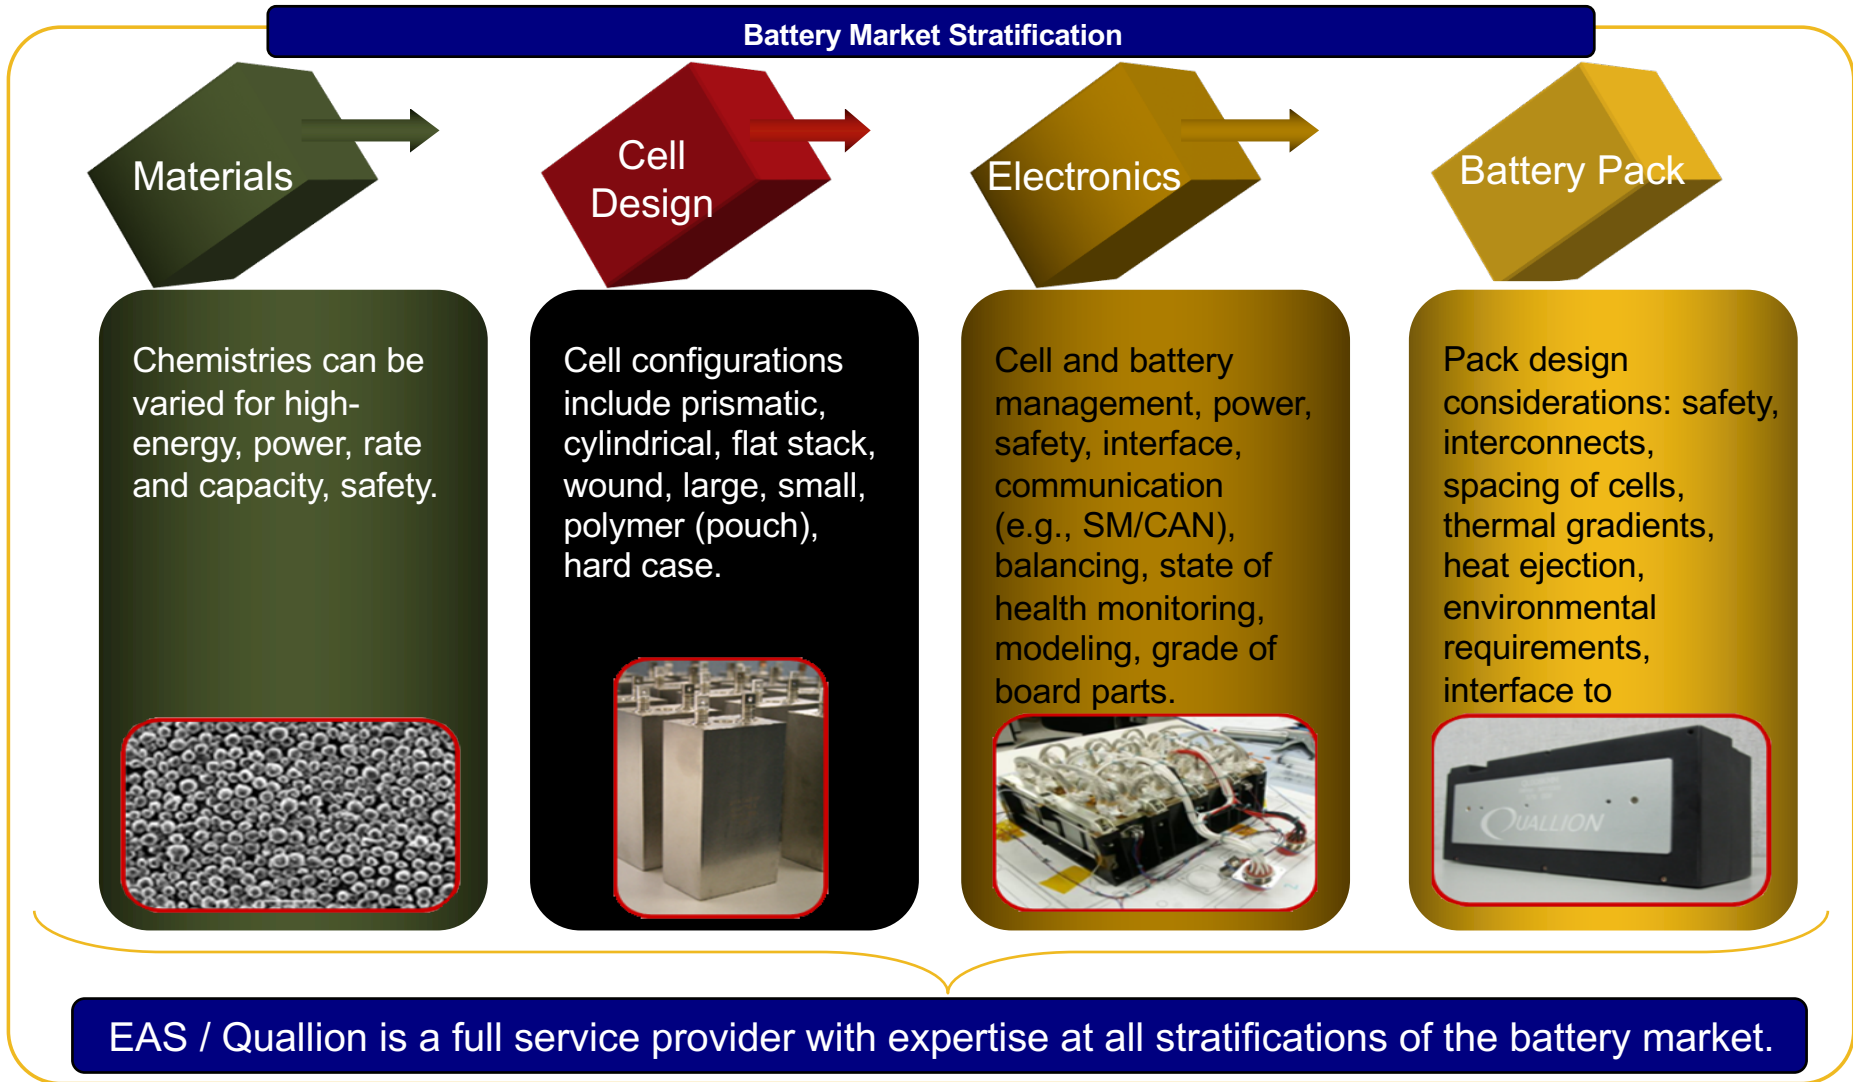 Battery Market Stratification
Materials
Cell
Design
Electronics
Battery Pack
Chemistries can be
varied for high-
energy, power, rate
and capacity, safety.
Cell configurations
include prismatic,
cylindrical, flat stack,
wound, large, small,
polymer (pouch),
hard case.
Cell and battery
management, power,
safety, interface,
communication
(e.g., SM/CAN),
balancing, state of
health monitoring,
modeling, grade of
board parts.
Pack design
considerations: safety,
interconnects,
spacing of cells,
thermal gradients,
heat ejection,
environmental
requirements,
interface to
QUALLION
EAS / Quallion is a full service provider with expertise at all stratifications of the battery market.